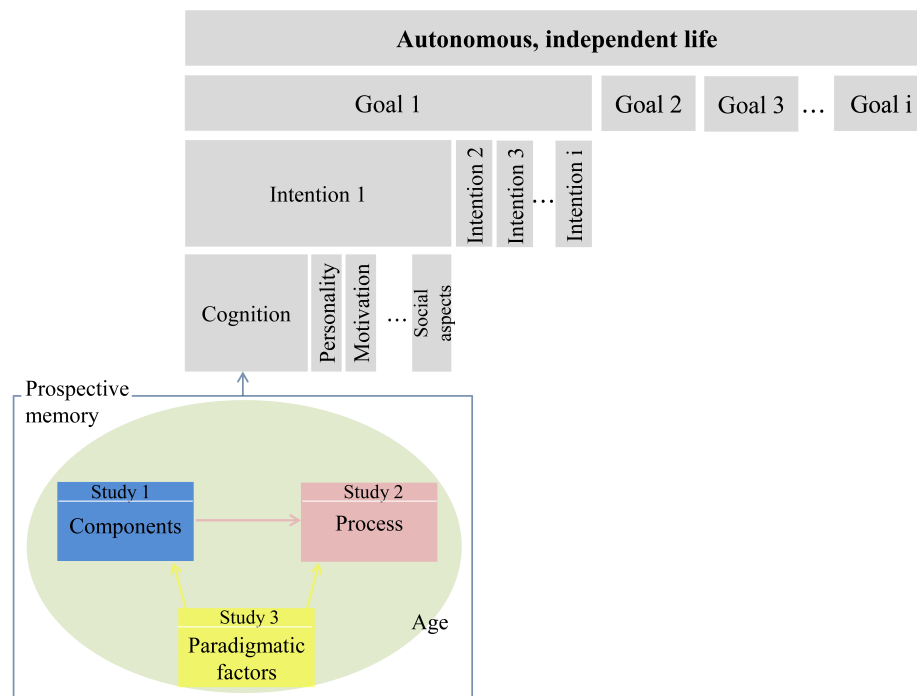 Autonomous, independent life
Goal 1
Goal 2
Goal 3
...
Goal i
Intention 1
Intention 2
Intention 3
...
Intention i
Cognition
Personality
Motivation
...
Social
aspects
Prospective
memory
Study 1
Components
Study 2
Process
Study 3
Paradigmatic
factors
Age